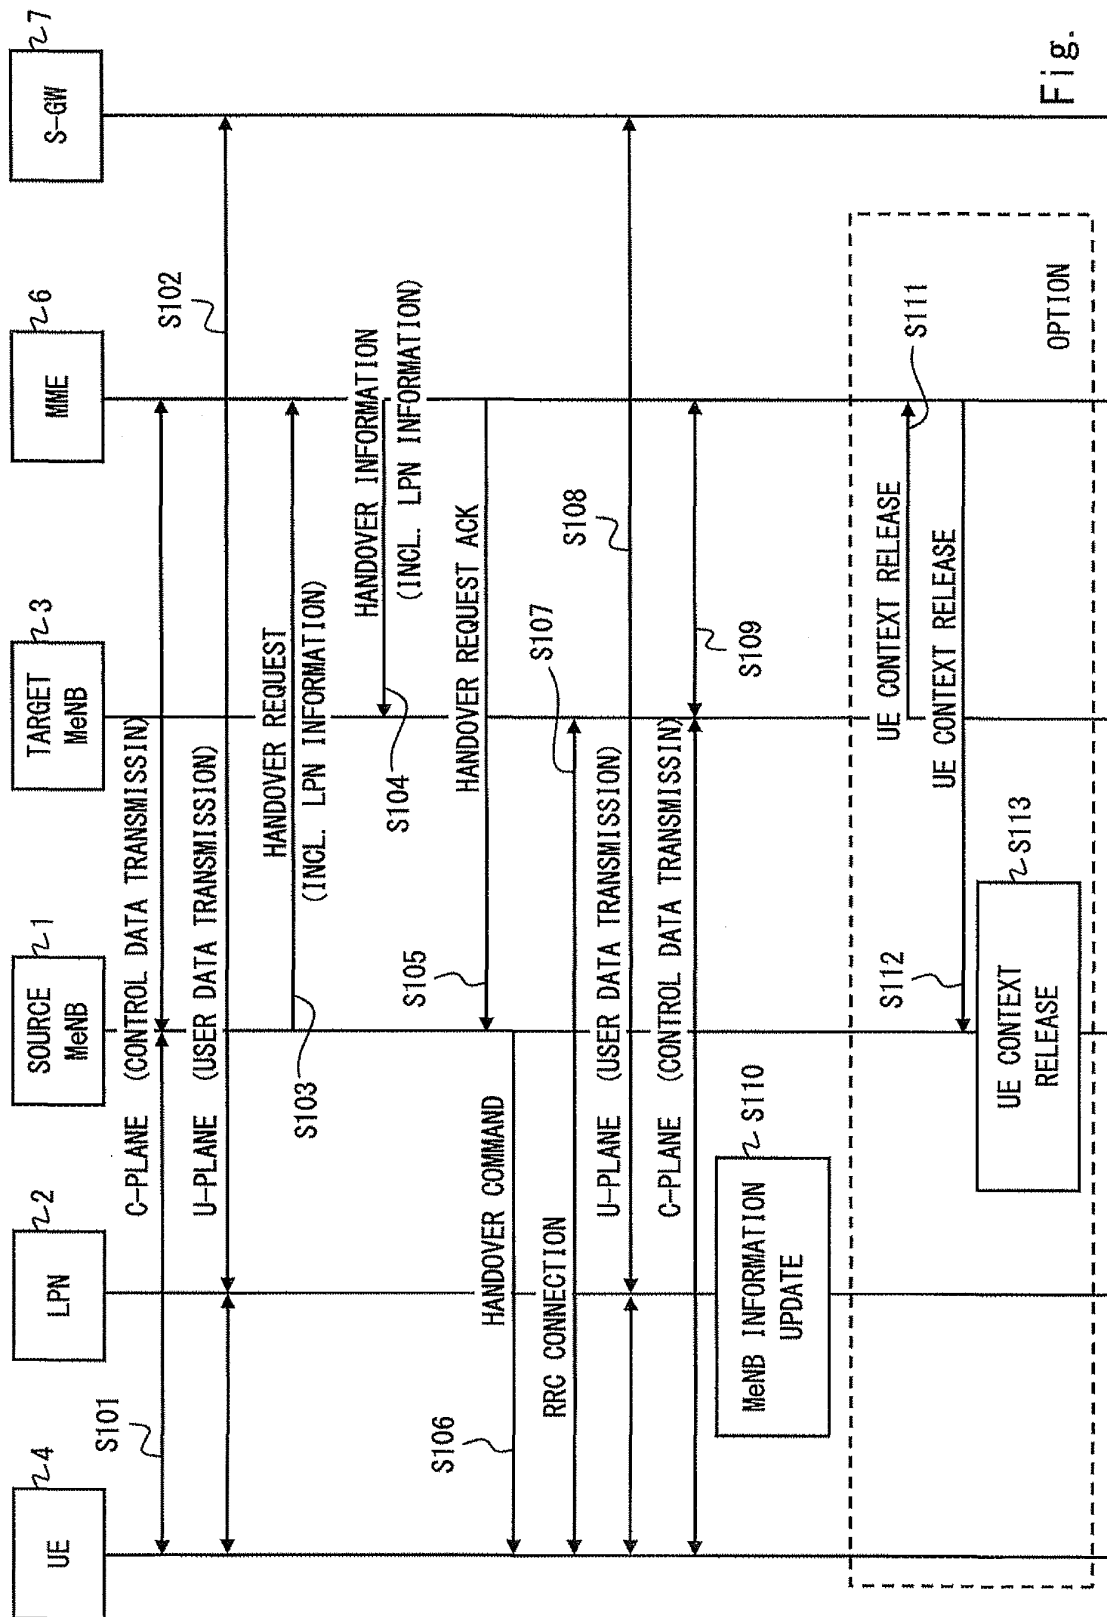 UE
4
LPN
2
SOURCE
MeNB
1
TARGET
MeNB
3
MME
6
S-GW
7
S101
C-PLANE (CONTROL DATA TRANSMISSIN)
U-PLANE (USER DATA TRANSMISSION)
S102
HANDOVER REQUEST
(INCL. LPN INFORMATION)
S103
HANDOVER INFORMATION
(INCL. LPN INFORMATION)
S104
HANDOVER REQUEST ACK
S105
HANDOVER COMMAND
S106
RRC CONNECTION
S107
U-PLANE (USER DATA TRANSMISSION)
S108
C-PLANE (CONTROL DATA TRANSMISSIN)
S109
MeNB INFORMATION
UPDATE
S110
UE CONTEXT RELEASE
S111
UE CONTEXT RELEASE
S112
UE CONTEXT
RELEASE
S113
OPTION
Fig.